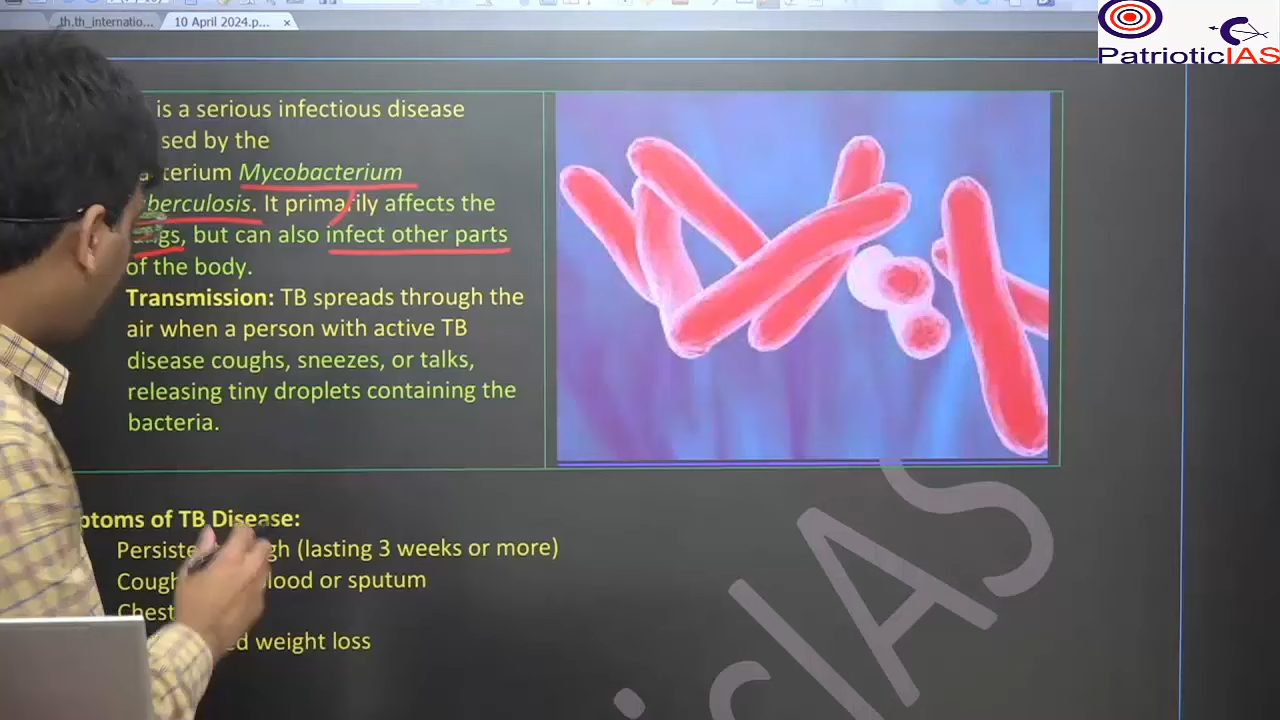 th.th_internatio...
10 April 2024.p...
PatrioticIAS
is a serious infectious disease
sed by the
terium Mycobacterium
berculosis. It primarily affects the
gs, but can also infect other parts
of the body.
Transmission: TB spreads through the
air when a person with active TB
disease coughs, sneezes, or talks,
releasing tiny droplets containing the
bacteria.
ptoms of TB Disease:
Persiste gh (lasting 3 weeks or more)
Cough lood or sputum
Chest
ed weight loss
icIAS